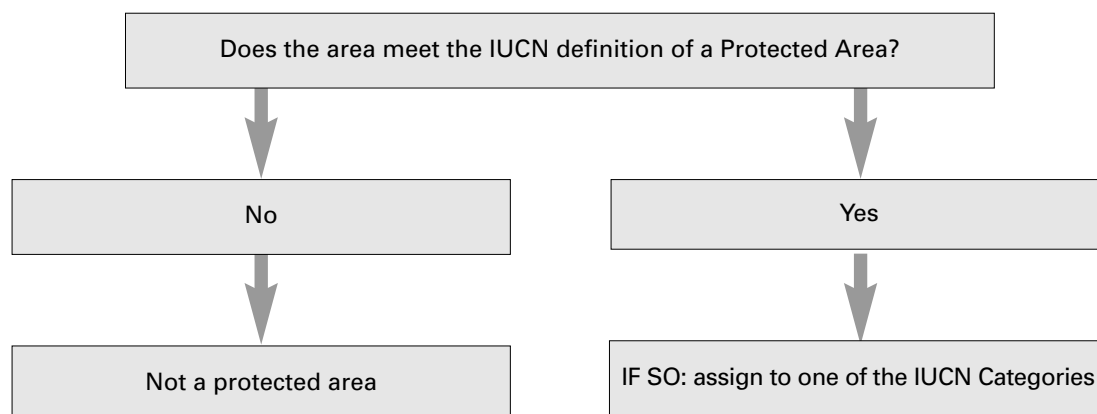 Does the area meet the IUCN definition of a Protected Area?
No
Yes
Not a protected area
IF SO: assign to one of the IUCN Categories